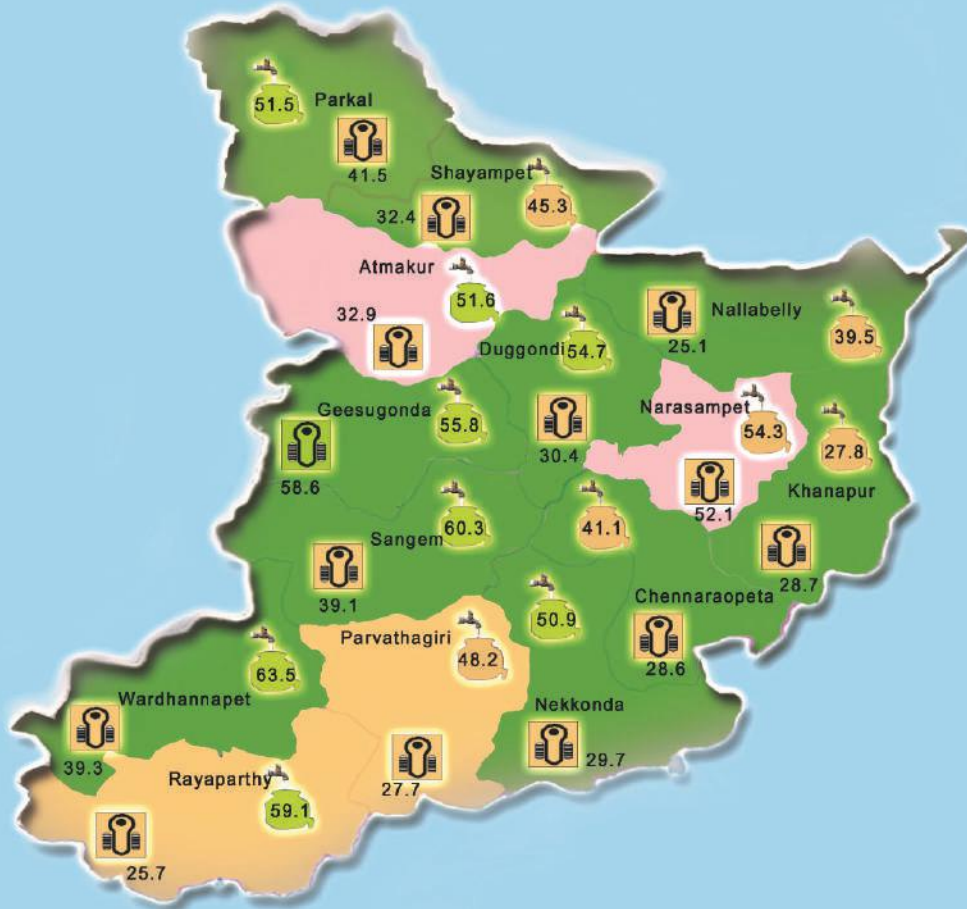 51.5
Parkal
41.5
Shayampet
32.4
45.3
Atmakur
51.6
32.9
Nallabelly
25.1
39.5
Duggondi
54.7
Geesugonda
55.8
58.6
30.4
Narasampet
54.3
52.1
27.8
Khanapur
28.7
Sangem
60.3
39.1
41.1
Chennaraopeta
28.6
50.9
Parvathagiri
48.2
27.7
Wardhannapet
63.5
39.3
Nekkonda
29.7
Rayaparthy
59.1
25.7